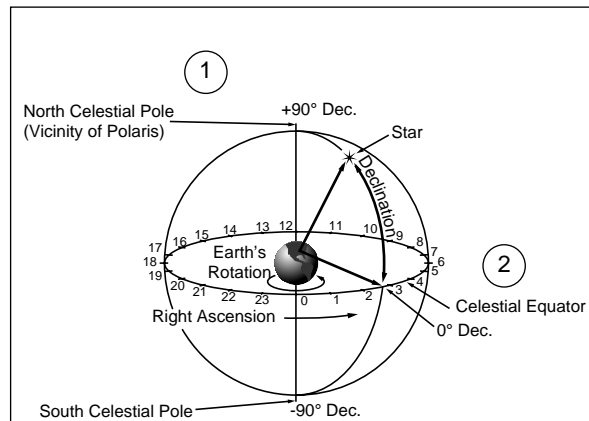 1
North Celestial Pole
(Vicinity of Polaris)
+90° Dec.
Star
Declination
12
11
10
9
8
7
6
5
4
3
2
1
0
23
22
21
20
19
18
17
16
15
14
13
Earth's
Rotation
2
Celestial Equator
0° Dec.
Right Ascension
South Celestial Pole
-90° Dec.